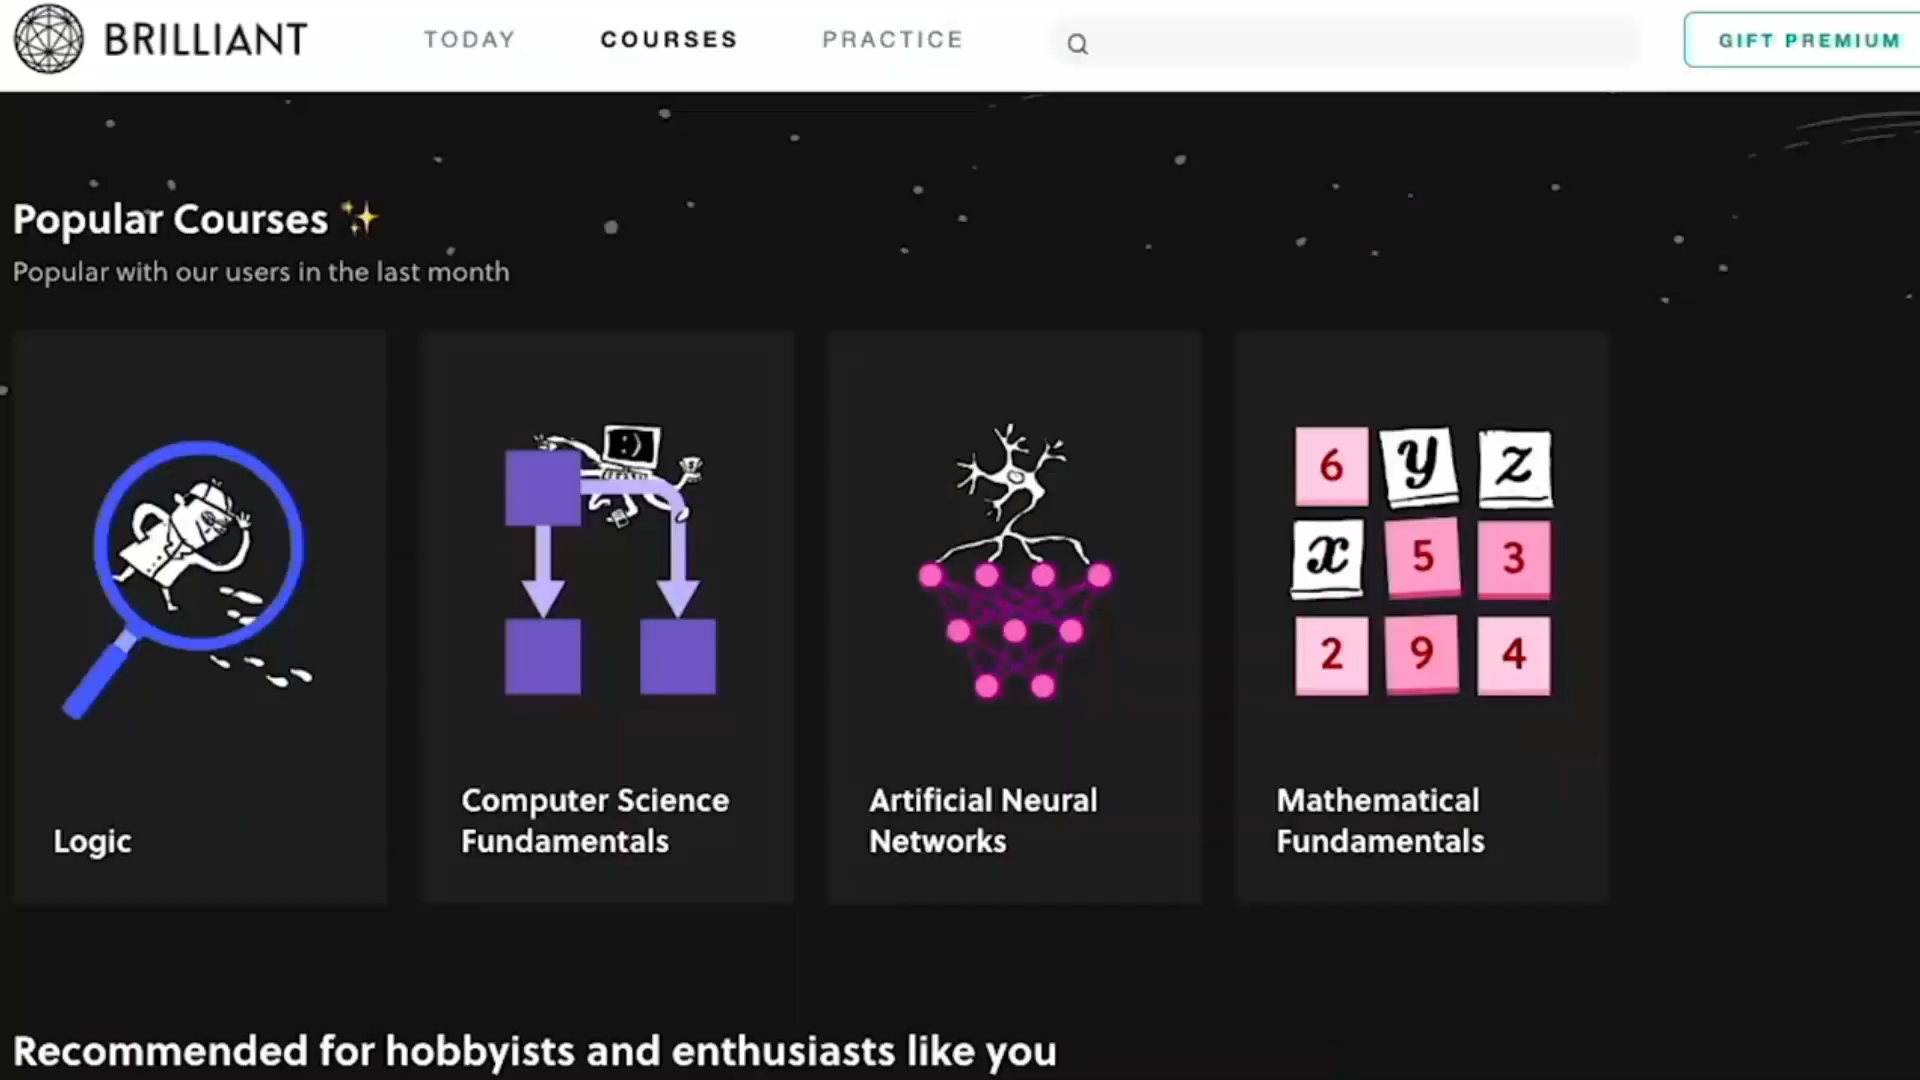 BRILLIANT
TODAY
COURSES
PRACTICE
GIFT PREMIUM
Popular Courses ✨
Popular with our users in the last month
:)
6 y z
x 5 3
2 9 4
Logic
Computer Science
Fundamentals
Artificial Neural
Networks
Mathematical
Fundamentals
Recommended for hobbyists and enthusiasts like you